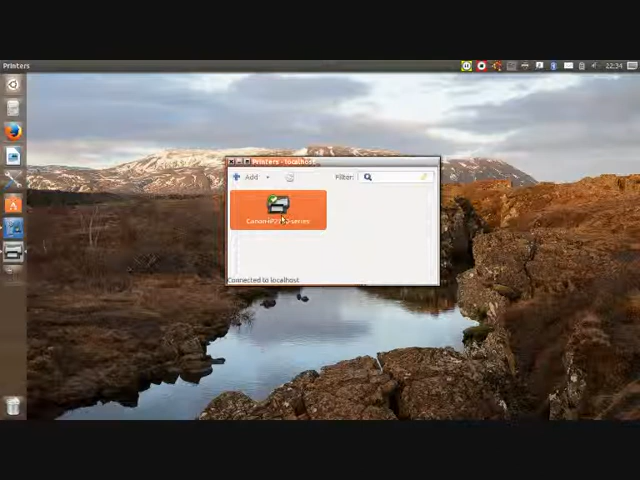 Printers
22:34
Printers - localhost
Add
Filter:
Connected to localhost